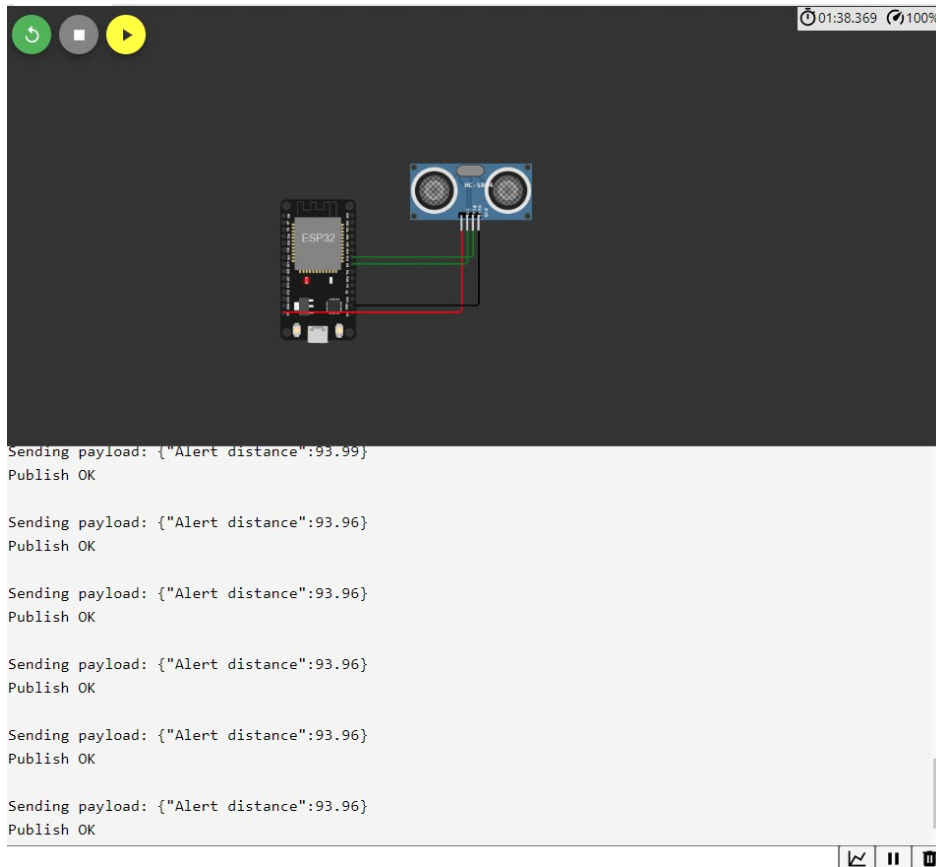 01:38.369 100%
HC-SR04
ESP32
Sending payload: {"Alert distance":93.99}
Publish OK
Sending payload: {"Alert distance":93.96}
Publish OK
Sending payload: {"Alert distance":93.96}
Publish OK
Sending payload: {"Alert distance":93.96}
Publish OK
Sending payload: {"Alert distance":93.96}
Publish OK
Sending payload: {"Alert distance":93.96}
Publish OK